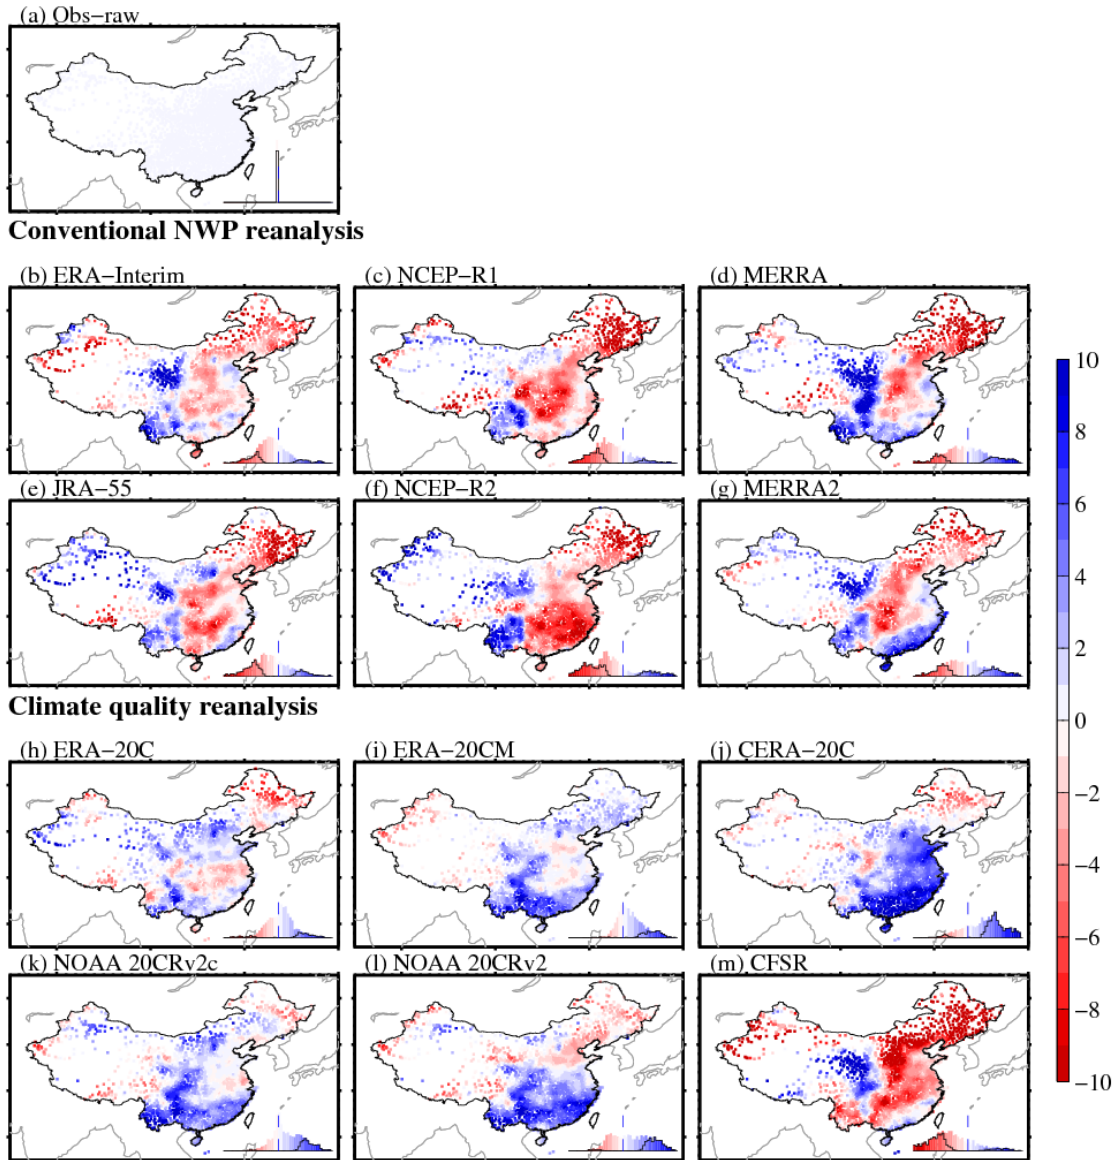 (a) Obs−raw
Conventional NWP reanalysis
(b) ERA−Interim
(c) NCEP−R1
(d) MERRA
(e) JRA−55
(f) NCEP−R2
(g) MERRA2
Climate quality reanalysis
(h) ERA−20C
(i) ERA−20CM
(j) CERA−20C
(k) NOAA 20CRv2c
(l) NOAA 20CRv2
(m) CFSR
10
8
6
4
2
0
−2
−4
−6
−8
−10